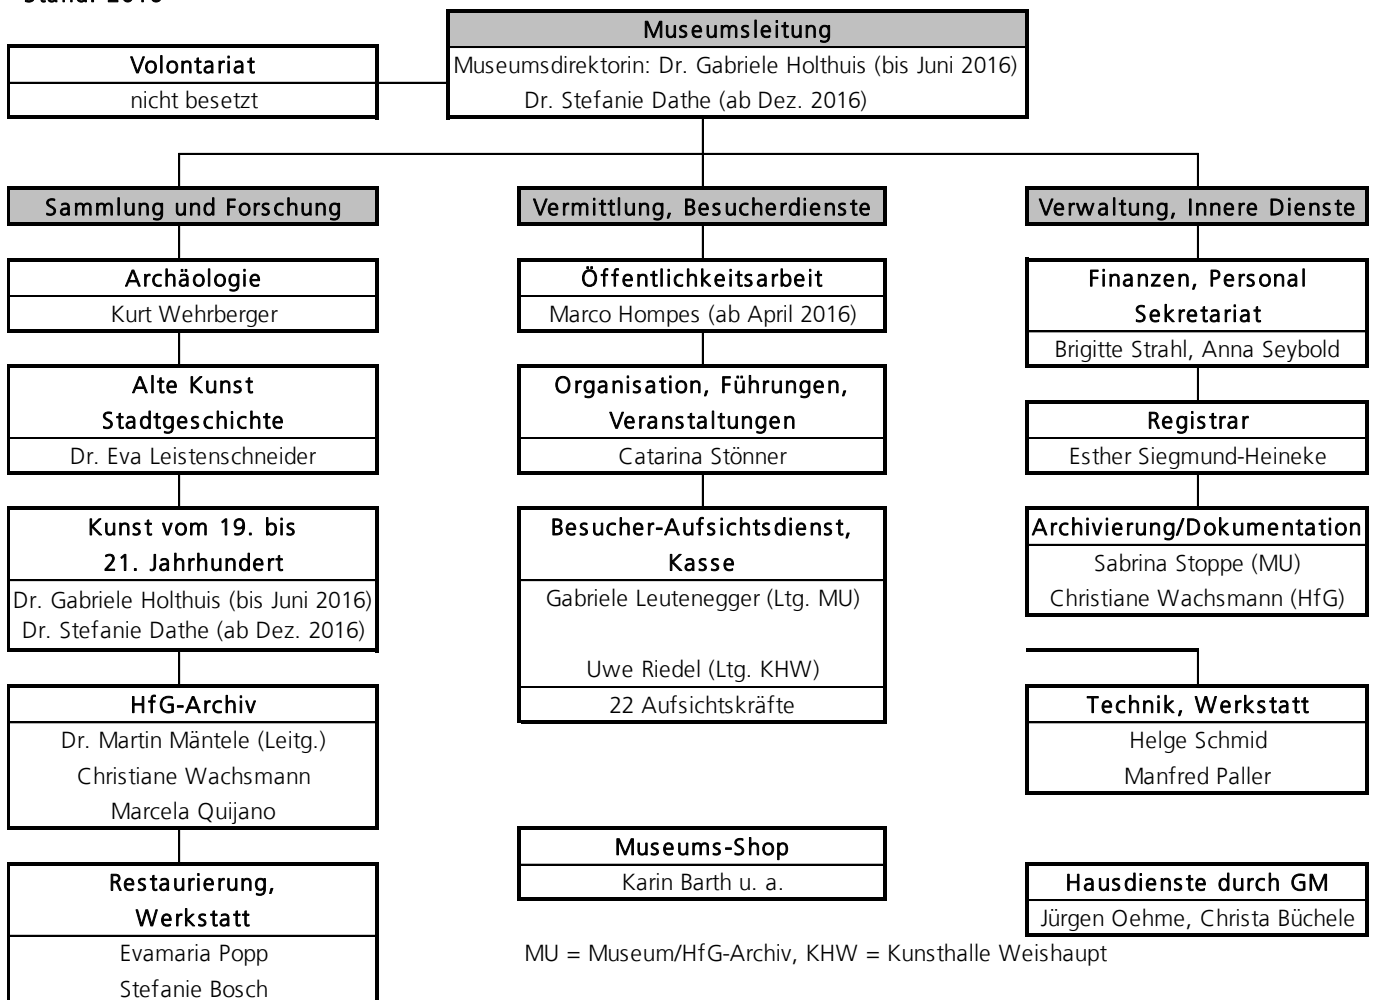 Stand: 2016
Museumsleitung
Museumsdirektorin: Dr. Gabriele Holthuis (bis Juni 2016)
Dr. Stefanie Dathe (ab Dez. 2016)
Volontariat
nicht besetzt
Sammlung und Forschung
Archäologie
Kurt Wehrberger
Alte Kunst
Stadtgeschichte
Dr. Eva Leistenschneider
Kunst vom 19. bis
21. Jahrhundert
Dr. Gabriele Holthuis (bis Juni 2016)
Dr. Stefanie Dathe (ab Dez. 2016)
HfG-Archiv
Dr. Martin Mäntele (Leitg.)
Christiane Wachsmann
Marcela Quijano
Restaurierung,
Werkstatt
Evamaria Popp
Stefanie Bosch
Vermittlung, Besucherdienste
Öffentlichkeitsarbeit
Marco Hompes (ab April 2016)
Organisation, Führungen,
Veranstaltungen
Catarina Stönner
Besucher-Aufsichtsdienst,
Kasse
Gabriele Leutenegger (Ltg. MU)
Uwe Riedel (Ltg. KHW)
22 Aufsichtskräfte
Museums-Shop
Karin Barth u. a.
Verwaltung, Innere Dienste
Finanzen, Personal
Sekretariat
Brigitte Strahl, Anna Seybold
Registrar
Esther Siegmund-Heineke
Archivierung/Dokumentation
Sabrina Stoppe (MU)
Christiane Wachsmann (HfG)
Technik, Werkstatt
Helge Schmid
Manfred Paller
Hausdienste durch GM
Jürgen Oehme, Christa Büchele
MU = Museum/HfG-Archiv, KHW = Kunsthalle Weishaupt